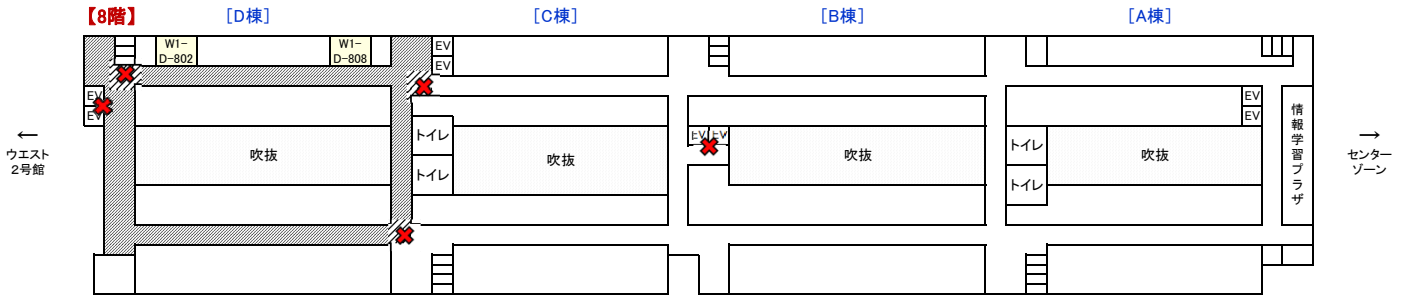 【8階】
［D棟］
［C棟］
［B棟］
［A棟］
W1-
D-802
W1-
D-808
EV
EV
EV
EV
EV
EV
EV
EV
←
ウエスト
2号館
トイレ
トイレ
吹抜
吹抜
吹抜
トイレ
トイレ
吹抜
情報学習プラザ
→
センター
ゾーン